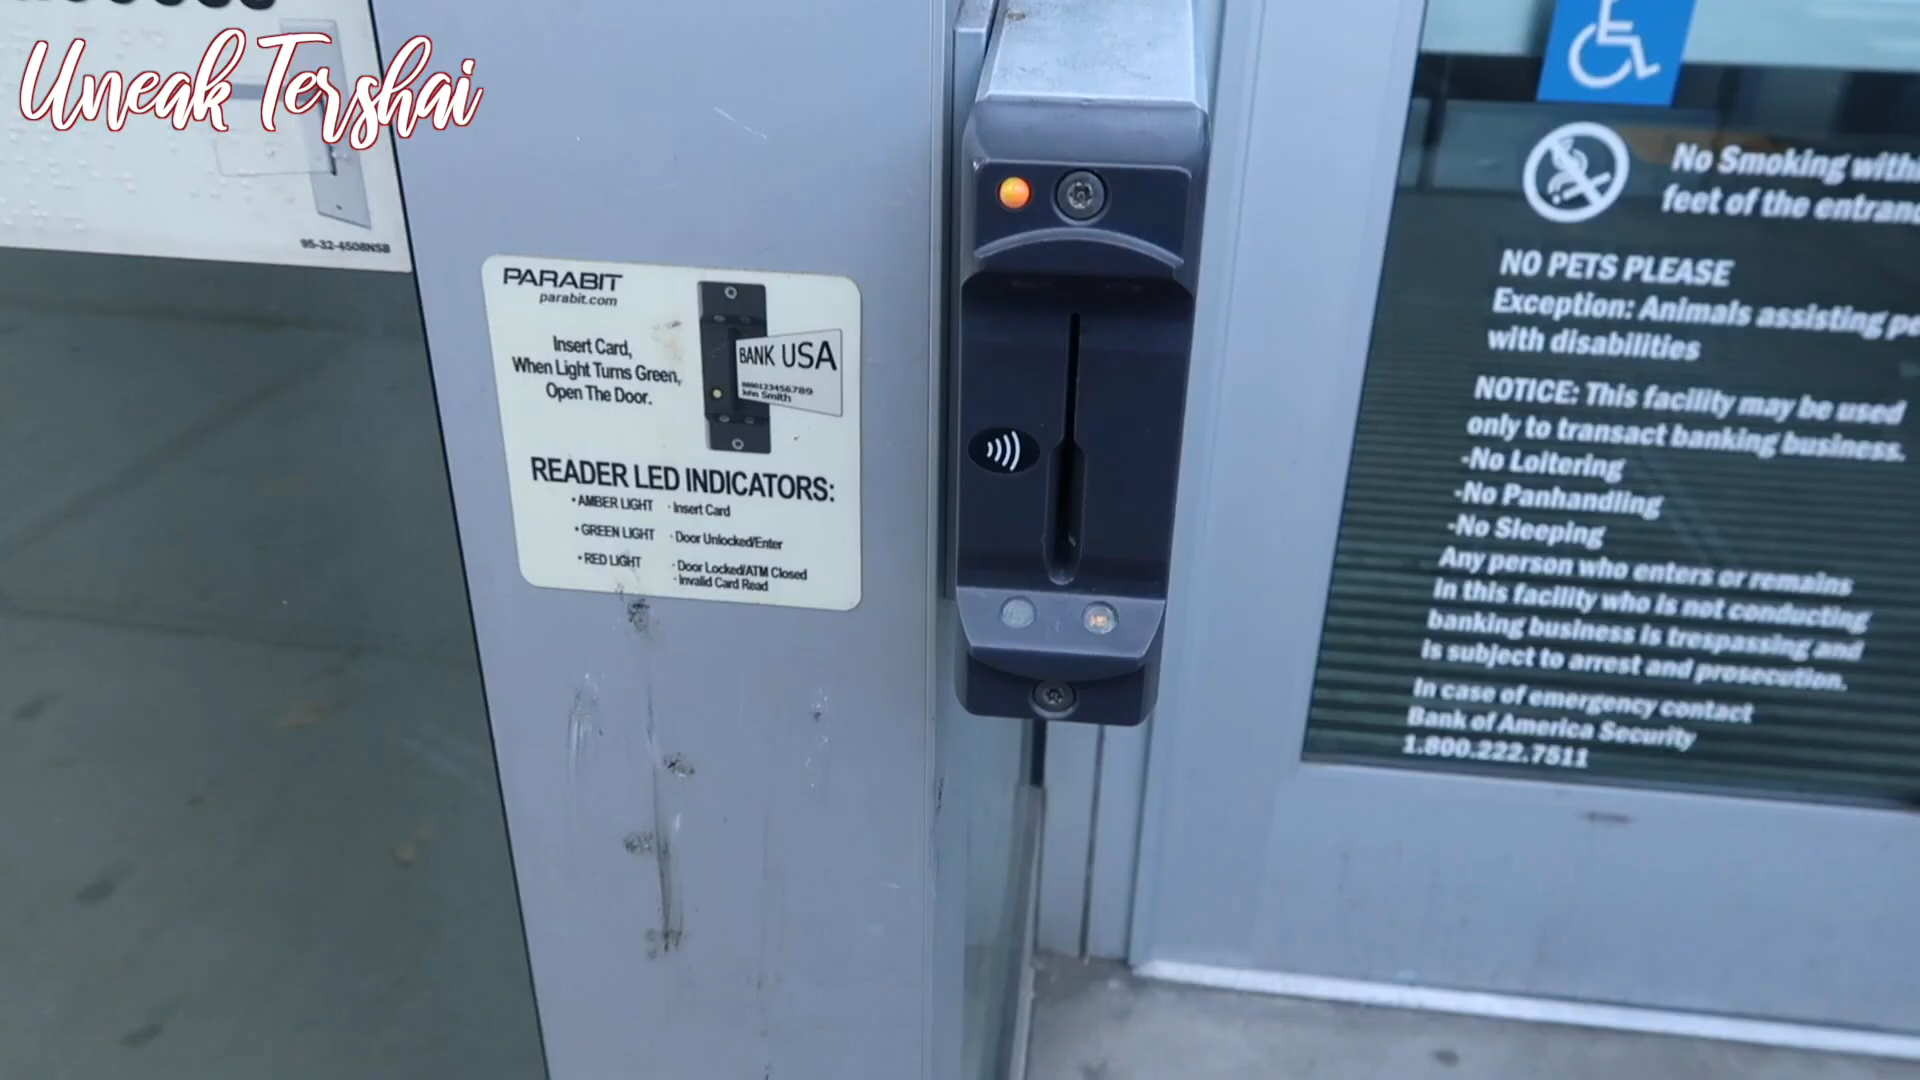 Uneak Tershai
95-32-4508NSB
PARABIT
parabit.com
Insert Card,
When Light Turns Green,
Open The Door.
BANK USA
0000123456789
John Smith
READER LED INDICATORS:
• AMBER LIGHT · Insert Card
• GREEN LIGHT · Door Unlocked/Enter
• RED LIGHT · Door Locked/ATM Closed
· Invalid Card Read
No Smoking
feet of the
NO PETS PLEASE
Exception: Animals assisting
with disabilities
NOTICE: This facility may be used
only to transact banking business.
-No Loitering
-No Panhandling
-No Sleeping
Any person who enters or remains
in this facility who is not conducting
banking business is trespassing and
is subject to arrest and prosecution.
In case of emergency contact
Bank of America Security
1.800.222.7511